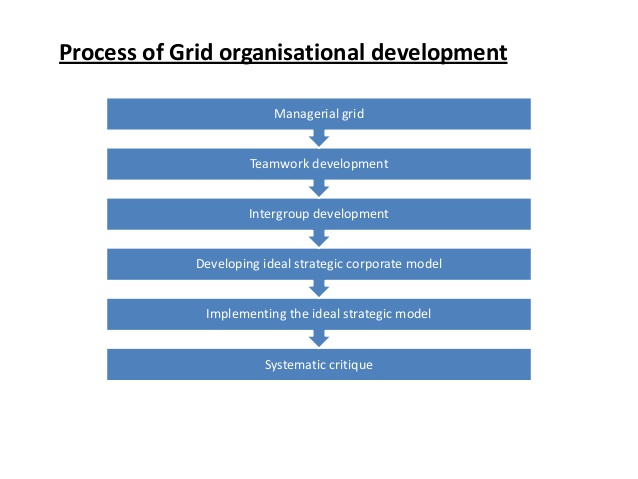 Process of Grid organisational development
Managerial grid
Teamwork development
Intergroup development
Developing ideal strategic corporate model
Implementing the ideal strategic model
Systematic critique